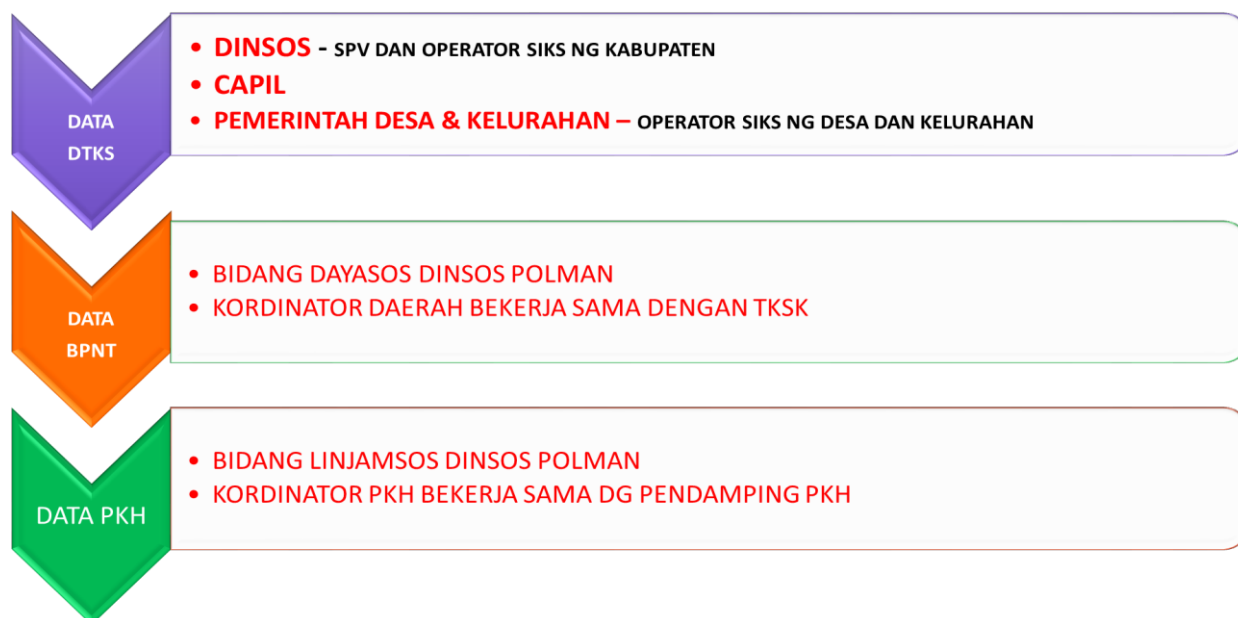 DATA
DTKS
• DINSOS - SPV DAN OPERATOR SIKS NG KABUPATEN
• CAPIL
• PEMERINTAH DESA & KELURAHAN – OPERATOR SIKS NG DESA DAN KELURAHAN
DATA
BPNT
• BIDANG DAYASOS DINSOS POLMAN
• KORDINATOR DAERAH BEKERJA SAMA DENGAN TKSK
DATA PKH
• BIDANG LINJAMSOS DINSOS POLMAN
• KORDINATOR PKH BEKERJA SAMA DG PENDAMPING PKH